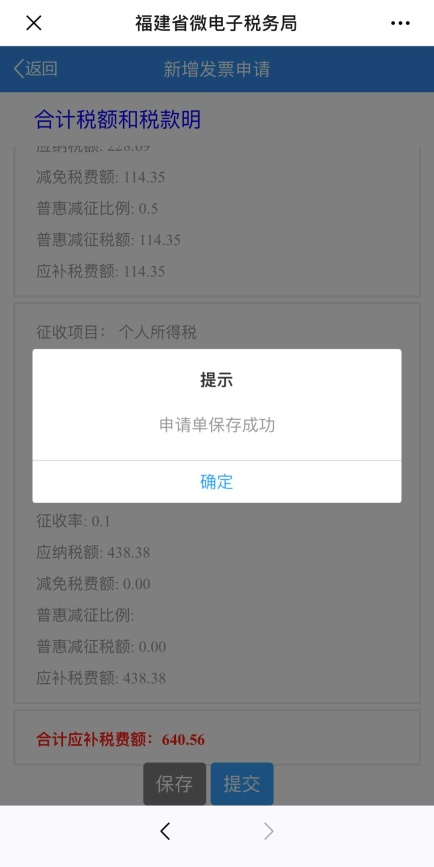 福建省微电子税务局
返回
新增发票申请
合计税额和税款明
应纳税额: 228.69
减免税费额: 114.35
普惠减征比例: 0.5
普惠减征税额: 114.35
应补税费额: 114.35
征收项目: 个人所得税
提示
申请单保存成功
确定
征收率: 0.1
应纳税额: 438.38
减免税费额: 0.00
普惠减征比例:
普惠减征税额: 0.00
应补税费额: 438.38
合计应补税费额: 640.56
保存
提交